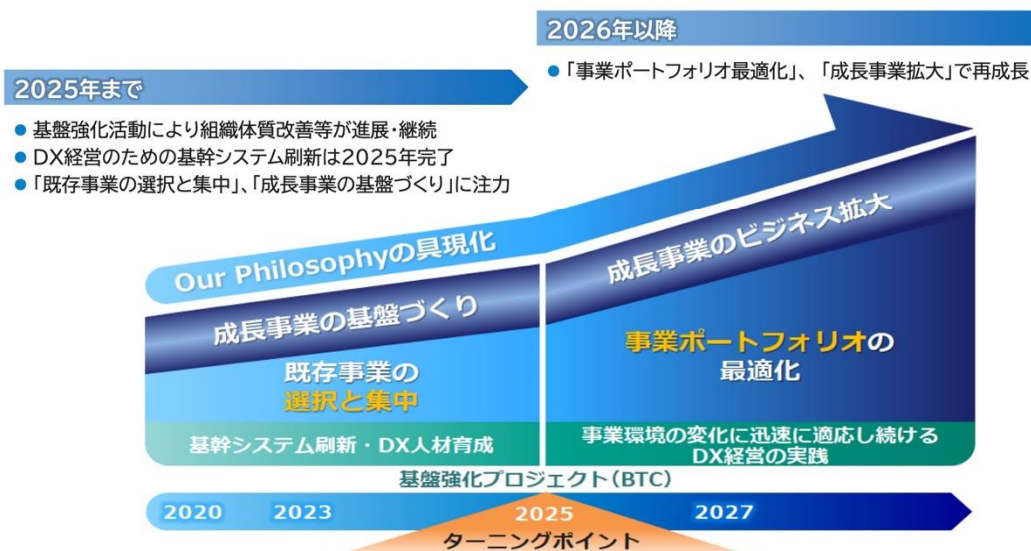 2026年以降
●「事業ポートフォリオ最適化」、「成長事業拡大」で再成長
2025年まで
● 基盤強化活動により組織体質改善等が進展・継続
● DX経営のための基幹システム刷新は2025年完了
●「既存事業の選択と集中」、「成長事業の基盤づくり」に注力
Our Philosophyの具現化
成長事業の基盤づくり
成長事業のビジネス拡大
既存事業の
選択と集中
事業ポートフォリオの
最適化
基幹システム刷新・DX人材育成
事業環境の変化に迅速に適応し続ける
DX経営の実践
基盤強化プロジェクト(BTC)
2020 2023 2025 2027
ターニングポイント